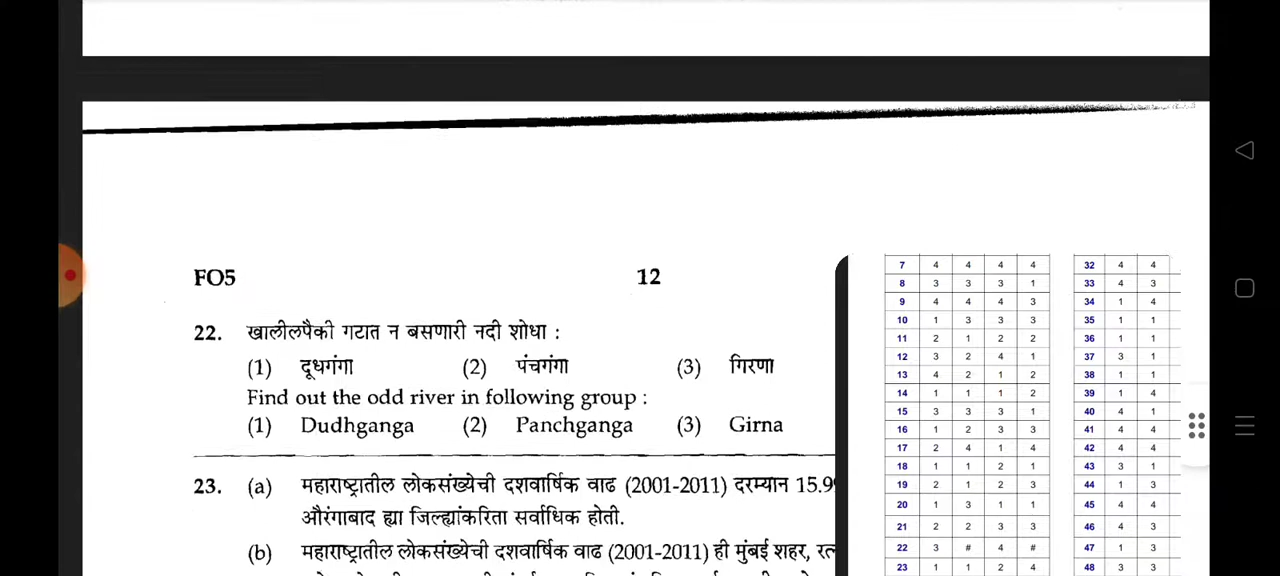 FO5 12
22. खालीलपैकी गटात न बसणारी नदी शोधा :
(1) दूधगंगा (2) पंचगंगा (3) गिरणा
Find out the odd river in following group :
(1) Dudhganga (2) Panchganga (3) Girna
23. (a) महाराष्ट्रातील लोकसंख्येची दशवार्षिक वाढ (2001-2011) दरम्यान 15.9
औरंगाबाद ह्या जिल्ह्यांकरिता सर्वाधिक होती.
(b) महाराष्ट्रातील लोकसंख्येची दशवार्षिक वाढ (2001-2011) ही मुंबई शहर,
7 4 4 4 4 32 4 4
8 3 3 3 1 33 4 3
9 4 4 4 3 34 1 4
10 1 3 3 3 35 1 1
11 2 1 2 2 36 1 1
12 3 2 4 1 37 3 1
13 4 2 1 2 38 1 1
14 1 1 1 2 39 1 4
15 3 3 3 1 40 4 1
16 1 2 3 3 41 4 4
17 2 4 1 4 42 4 4
18 1 1 2 1 43 3 1
19 2 1 2 3 44 1 3
20 1 3 1 1 45 4 4
21 2 2 3 3 46 4 3
22 3 # 4 # 47 1 3
23 1 1 2 4 48 3 3